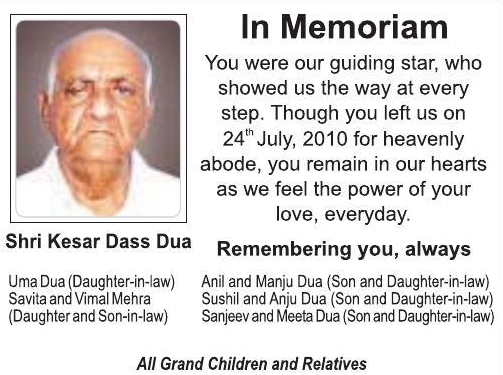 In Memoriam
You were our guiding star, who
showed us the way at every
step. Though you left us on
24th July, 2010 for heavenly
abode, you remain in our hearts
as we feel the power of your
love, everyday.
Shri Kesar Dass Dua
Remembering you, always
Uma Dua (Daughter-in-law)
Savita and Vimal Mehra
(Daughter and Son-in-law)
Anil and Manju Dua (Son and Daughter-in-law)
Sushil and Anju Dua (Son and Daughter-in-law)
Sanjeev and Meeta Dua (Son and Daughter-in-law)
All Grand Children and Relatives